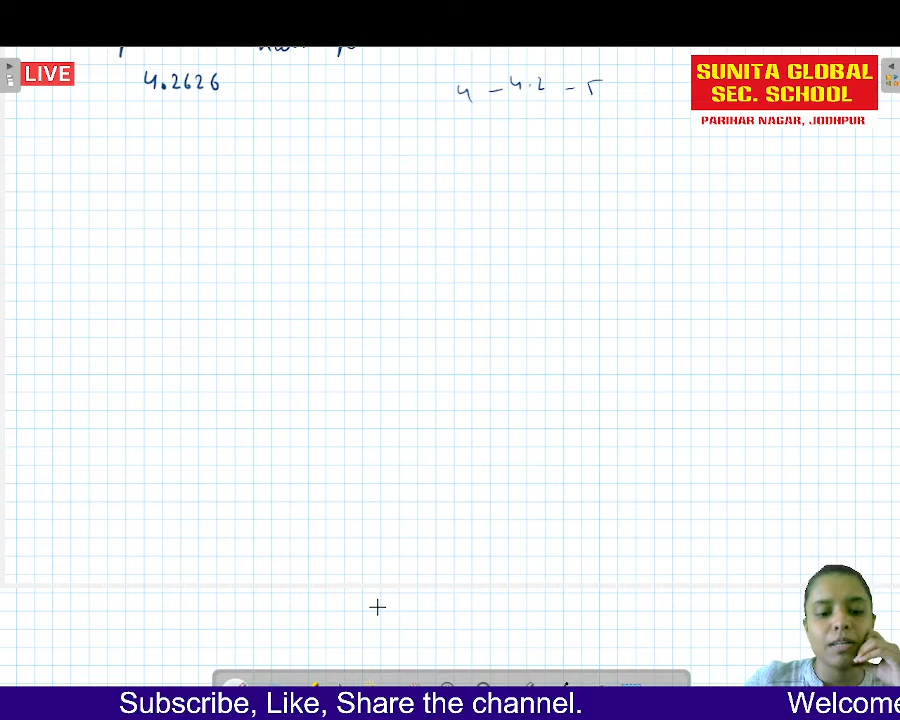 LIVE
4.2626
4 - 4.2 - 5
SUNITA GLOBAL
SEC. SCHOOL
PARIHAR NAGAR, JODHPUR
Subscribe, Like, Share the channel.
Welcome